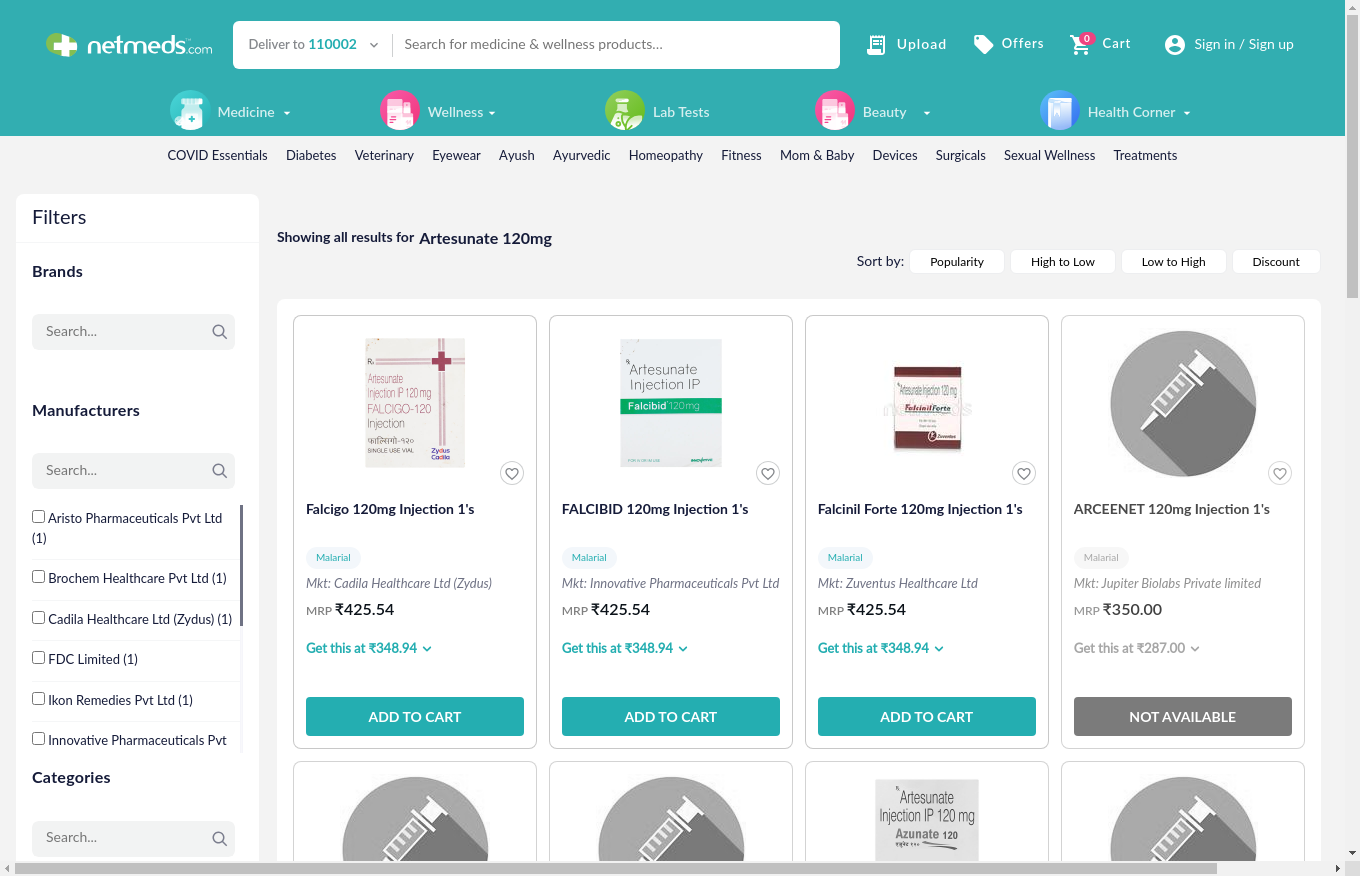 netmeds.com
Deliver to 110002
Search for medicine & wellness products...
Upload
Offers
0
Cart
Sign in / Sign up
Medicine
Wellness
Lab Tests
Beauty
Health Corner
COVID Essentials Diabetes Veterinary Eyewear Ayush Ayurvedic Homeopathy Fitness Mom & Baby Devices Surgicals Sexual Wellness Treatments
Filters
Brands
Search...
Manufacturers
Search...
Aristo Pharmaceuticals Pvt Ltd
(1)
Brochem Healthcare Pvt Ltd (1)
Cadila Healthcare Ltd (Zydus) (1)
FDC Limited (1)
Ikon Remedies Pvt Ltd (1)
Innovative Pharmaceuticals Pvt
Categories
Search...
Showing all results for Artesunate 120mg
Sort by: Popularity High to Low Low to High Discount
Artesunate
Injection IP 120 mg
FALCIGO-120
Injection
फाल्सिगो-१२०
SINGLE USE VIAL
Zydus
Cadila
Falcigo 120mg Injection 1's
Malarial
Mkt: Cadila Healthcare Ltd (Zydus)
MRP ₹425.54
Get this at ₹348.94
ADD TO CART
Artesunate
Injection IP
Falcibid 120mg
FALCIBID 120mg Injection 1's
Malarial
Mkt: Innovative Pharmaceuticals Pvt Ltd
MRP ₹425.54
Get this at ₹348.94
ADD TO CART
Artesunate Injection 120 mg
Falcinil Forte
Zuventus
Falcinil Forte 120mg Injection 1's
Malarial
Mkt: Zuventus Healthcare Ltd
MRP ₹425.54
Get this at ₹348.94
ADD TO CART
ARCEENET 120mg Injection 1's
Malarial
Mkt: Jupiter Biolabs Private limited
MRP ₹350.00
Get this at ₹287.00
NOT AVAILABLE
Artesunate
Injection IP 120 mg
Azunate 120